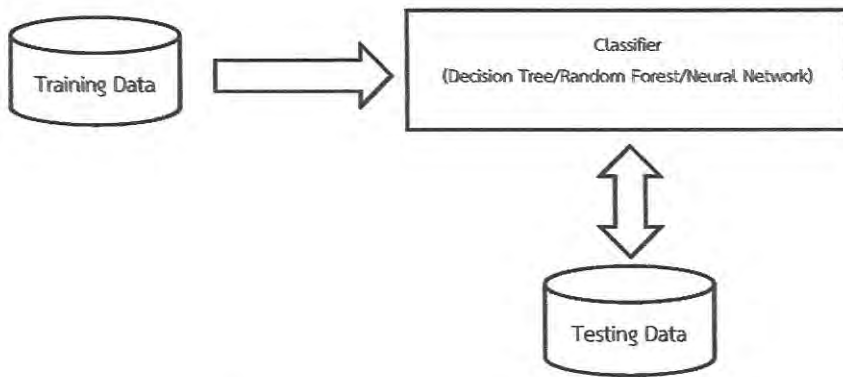 Training Data
Classifier
(Decision Tree/Random Forest/Neural Network)
Testing Data